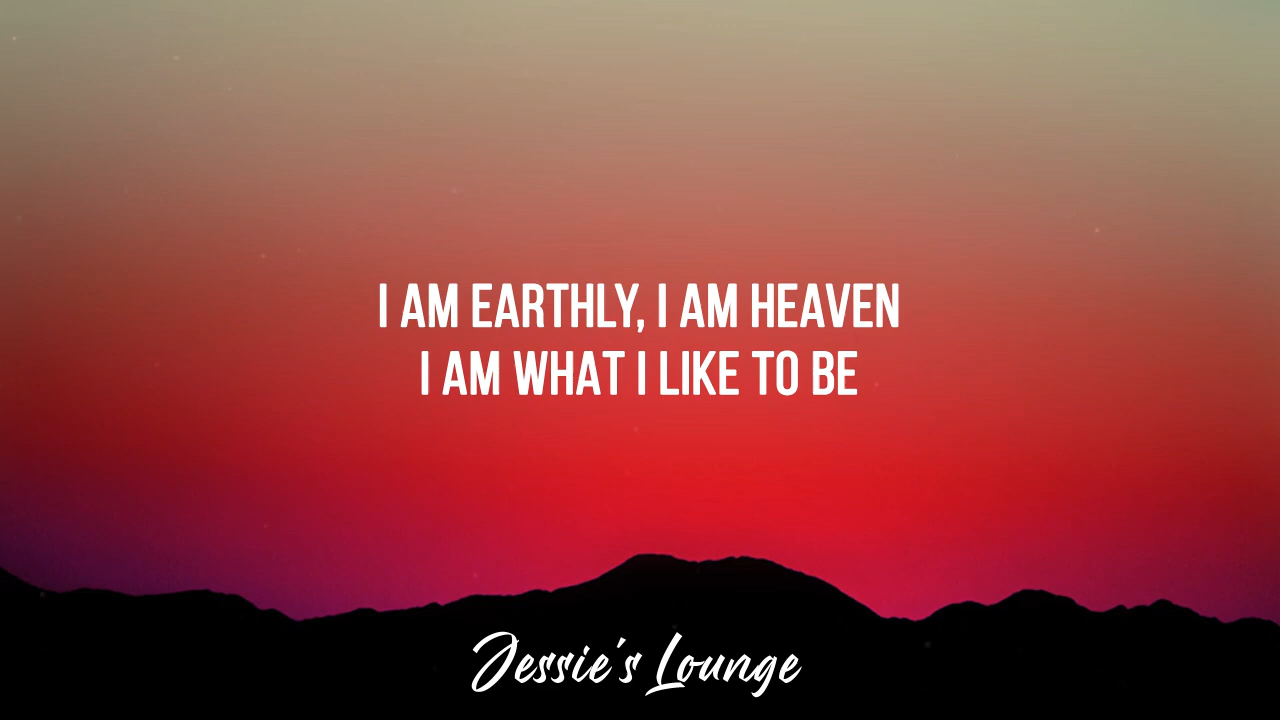 I AM EARTHLY, I AM HEAVEN
I AM WHAT I LIKE TO BE
Jessie's Lounge